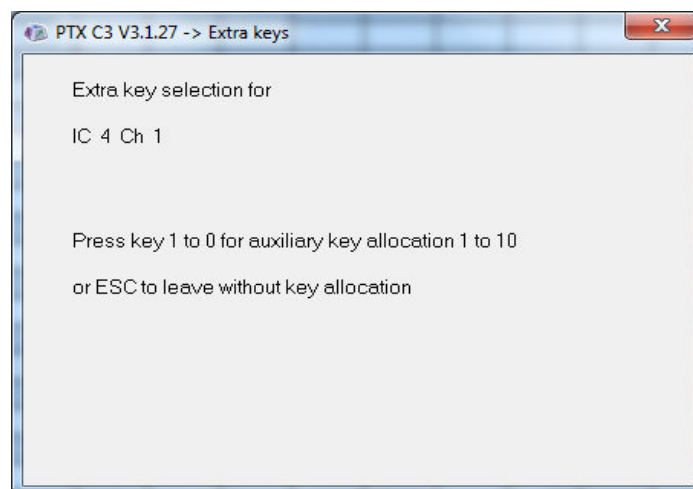 PTX C3 V3.1.27 -> Extra keys
Extra key selection for
IC 4 Ch 1
Press key 1 to 0 for auxiliary key allocation 1 to 10
or ESC to leave without key allocation